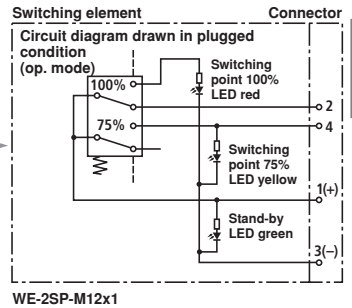 Switching element
Connector
Circuit diagram drawn in plugged
condition
(op. mode)
Switching
point 100%
LED red
100%
2
75%
4
Switching
point 75%
LED yellow
1(+)
Stand-by
LED green
3(–)
WE-2SP-M12x1